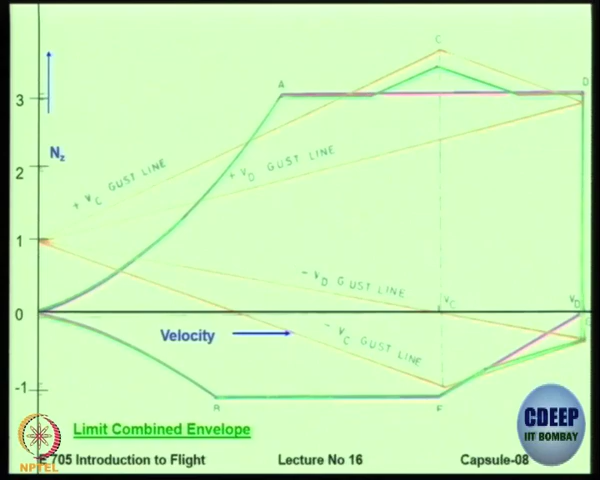 C
A
D
3
Nz
2
+ VC GUST LINE
+ VD GUST LINE
1
- VD GUST LINE
VC
VD
0
Velocity
- VC GUST LINE
-1
Limit Combined Envelope
CDEEP
IIT BOMBAY
NPTEL
705 Introduction to Flight
Lecture No 16
Capsule-08